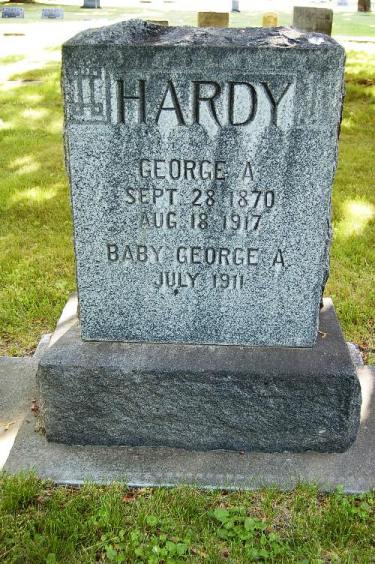 HARDY
GEORGE A
SEPT. 28 1870
AUG. 18 1917
BABY GEORGE A
JULY 1911